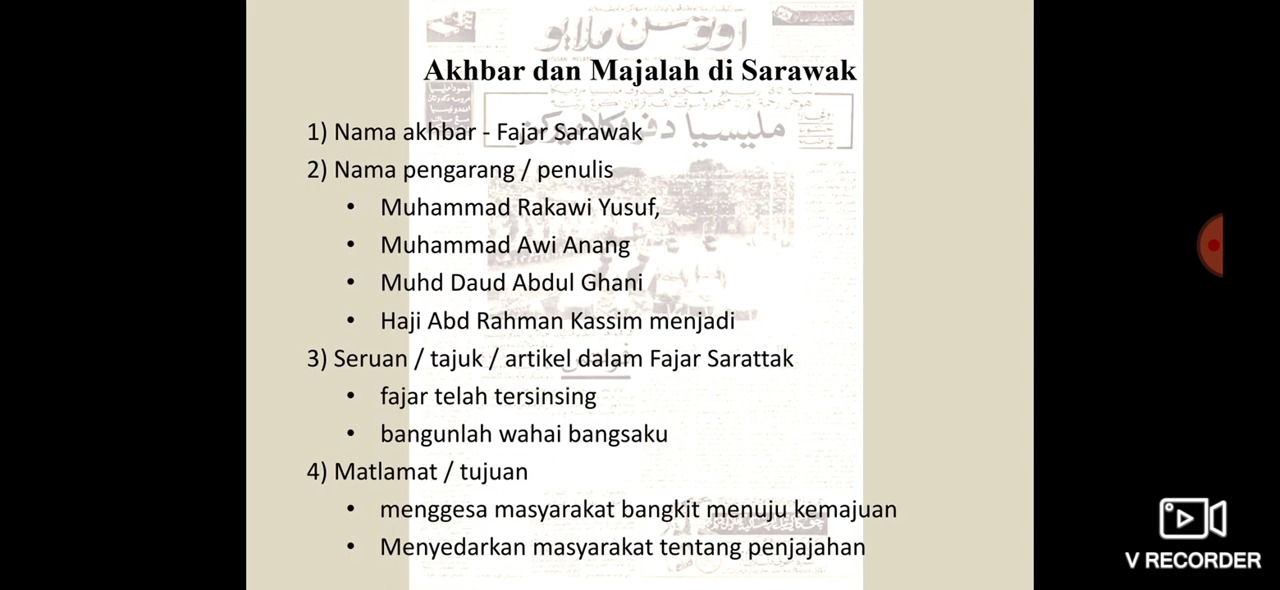 اوتوسن ملايو
Akhbar dan Majalah di Sarawak
1) Nama akhbar - Fajar Sarawak
2) Nama pengarang / penulis
• Muhammad Rakawi Yusuf,
• Muhammad Awi Anang
• Muhd Daud Abdul Ghani
• Haji Abd Rahman Kassim menjadi
3) Seruan / tajuk / artikel dalam Fajar Sarattak
• fajar telah tersinsing
• bangunlah wahai bangsaku
4) Matlamat / tujuan
• menggesa masyarakat bangkit menuju kemajuan
• Menyedarkan masyarakat tentang penjajahan
V RECORDER